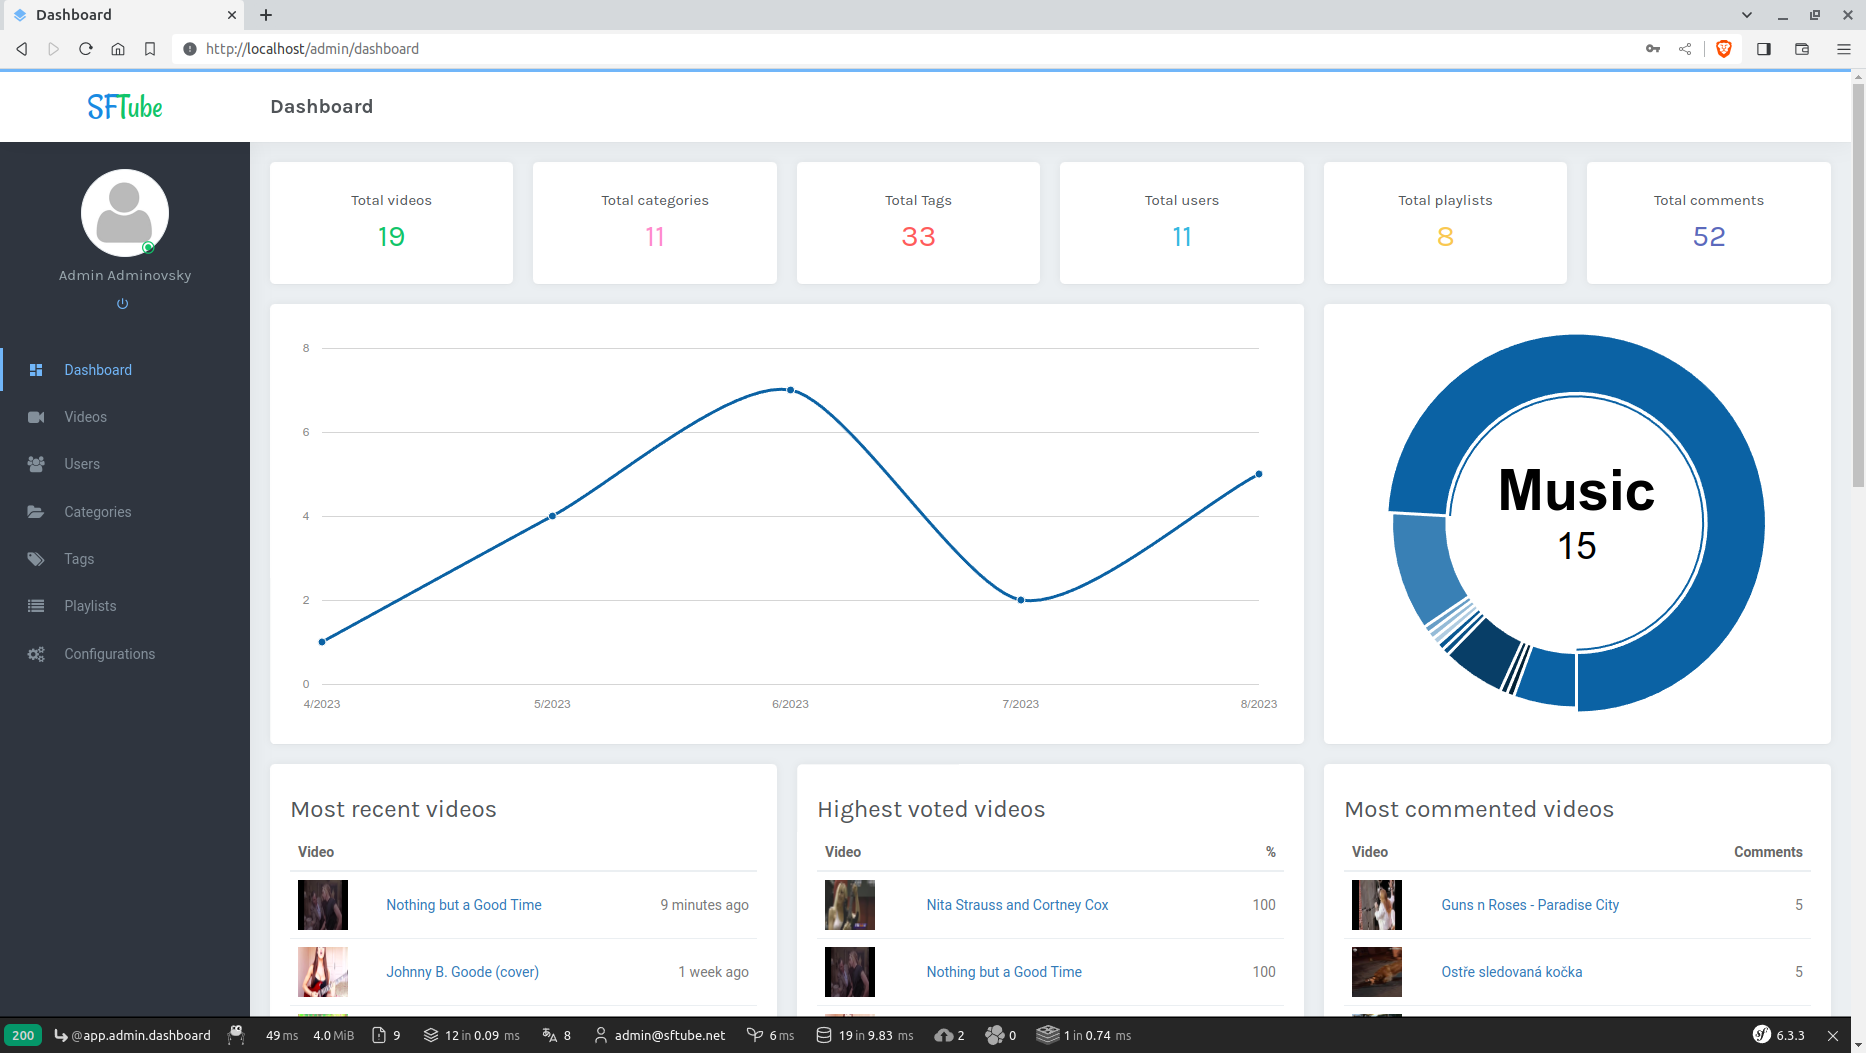 Dashboard
http://localhost/admin/dashboard
SFTube
Dashboard
Admin Adminovsky
Dashboard
Videos
Users
Categories
Tags
Playlists
Configurations
Total videos
19
Total categories
11
Total Tags
33
Total users
11
Total playlists
8
Total comments
52
8
6
4
2
0
4/2023 5/2023 6/2023 7/2023 8/2023
Music
15
Most recent videos
Video
Nothing but a Good Time 9 minutes ago
Johnny B. Goode (cover) 1 week ago
Highest voted videos
Video %
Nita Strauss and Cortney Cox 100
Nothing but a Good Time 100
Most commented videos
Video Comments
Guns n Roses - Paradise City 5
Ostře sledovaná kočka 5
200 @app.admin.dashboard 49 ms 4.0 MiB 9 12 in 0.09 ms 8 admin@sftube.net 6 ms 19 in 9.83 ms 2 0 1 in 0.74 ms sf 6.3.3